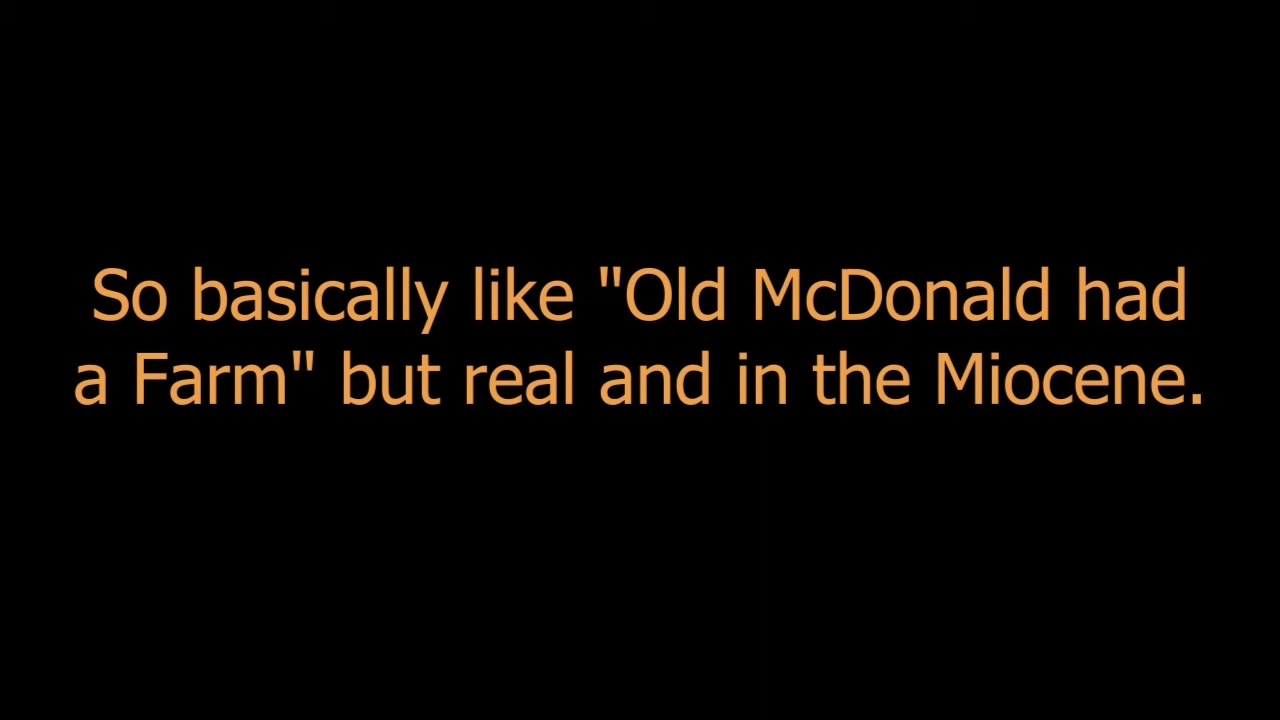 So basically like "Old McDonald had
a Farm" but real and in the Miocene.